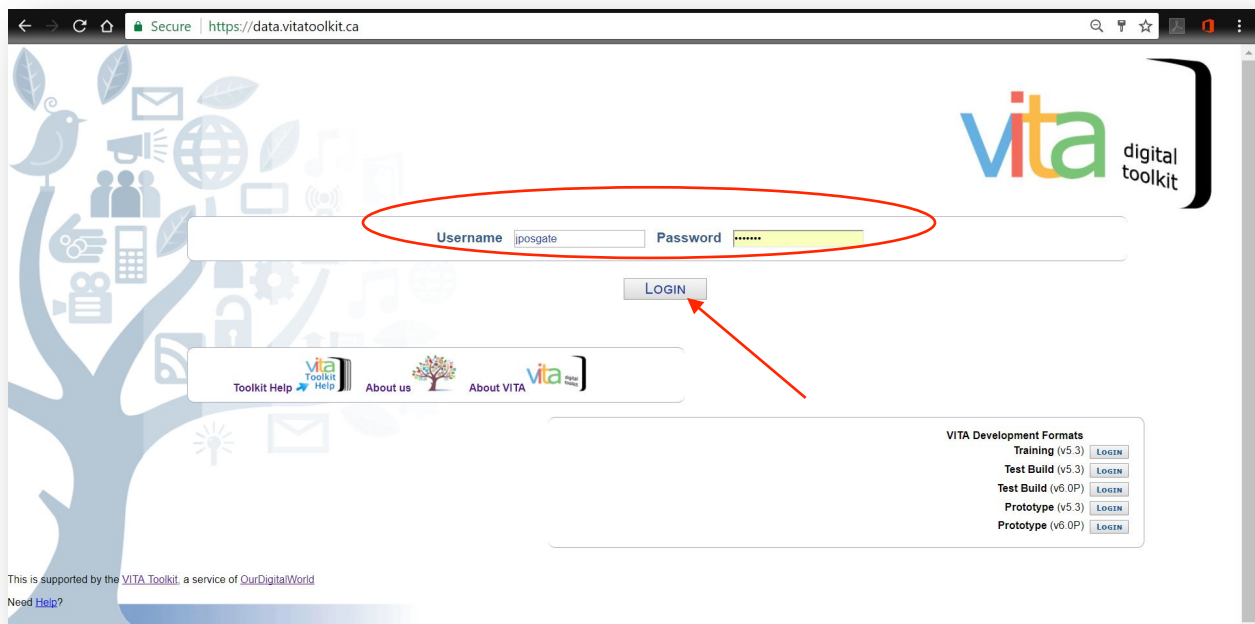 Secure | https://data.vitatoolkit.ca
vita digital toolkit
Username jposgate Password •••••••
LOGIN
Toolkit Help vita Toolkit Help About us About VITA vita digital toolkit
VITA Development Formats
Training (v5.3) LOGIN
Test Build (v5.3) LOGIN
Test Build (v6.0P) LOGIN
Prototype (v5.3) LOGIN
Prototype (v6.0P) LOGIN
This is supported by the VITA Toolkit, a service of OurDigitalWorld
Need Help?